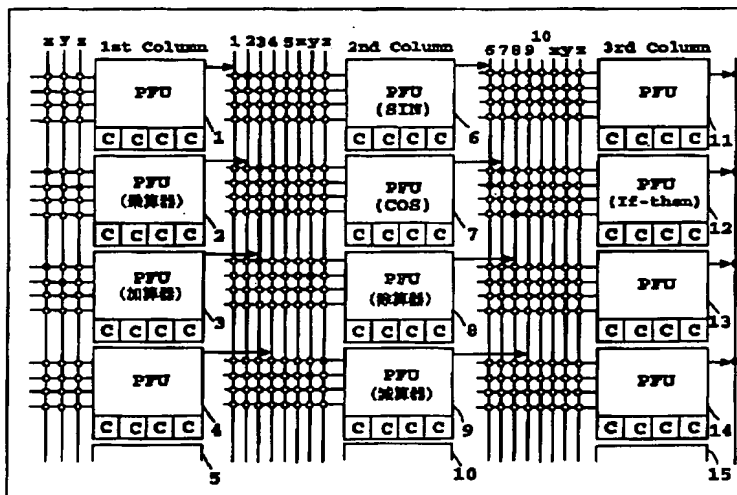 10
x y z 1st Column 1 2 3 4 5 x y z 2nd Column 6 7 8 9 x y z 3rd Column
PFU PFU (SIN) PFU
C C C C 1 C C C C 6 C C C C 11
PFU (乗算器) PFU (COS) PFU (If-then)
C C C C 2 C C C C 7 C C C C 12
PFU (加算器) PFU (除算器) PFU
C C C C 3 C C C C 8 C C C C 13
PFU PFU (減算器) PFU
C C C C 4 C C C C 9 C C C C 14
5 10 15